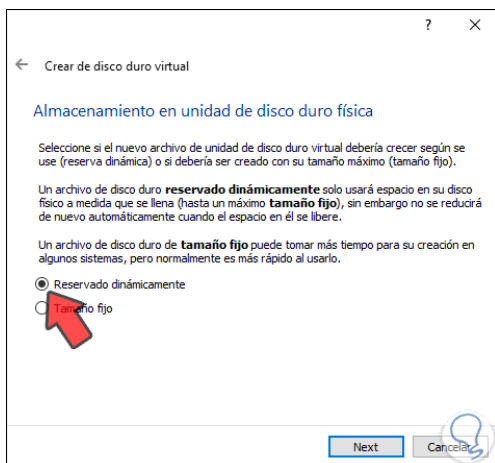 ?
Crear de disco duro virtual
Almacenamiento en unidad de disco duro física
Seleccione si el nuevo archivo de unidad de disco duro virtual debería crecer según se
use (reserva dinámica) o si debería ser creado con su tamaño máximo (tamaño fijo).
Un archivo de disco duro reservado dinámicamente solo usará espacio en su disco
físico a medida que se llena (hasta un máximo tamaño fijo), sin embargo no se reducirá
de nuevo automáticamente cuando el espacio en él se libere.
Un archivo de disco duro de tamaño fijo puede tomar más tiempo para su creación en
algunos sistemas, pero normalmente es más rápido al usarlo.
Reservado dinámicamente
Tamaño fijo
Next Cancelar